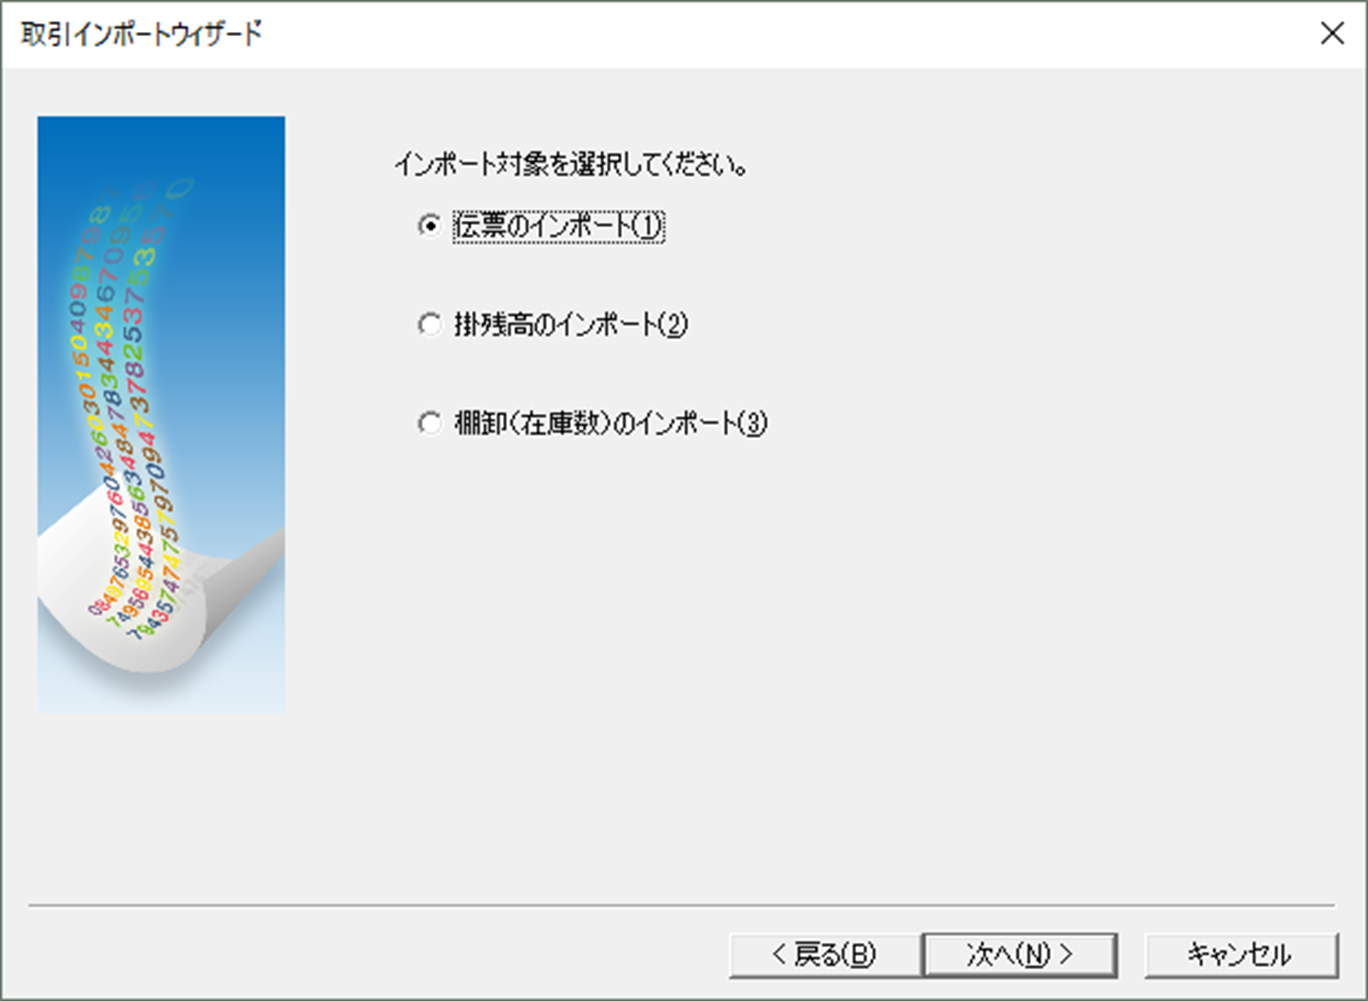 取引インポートウィザード
インポート対象を選択してください。
伝票のインポート(1)
掛残高のインポート(2)
棚卸(在庫数)のインポート(3)
< 戻る(B)
次へ(N) >
キャンセル